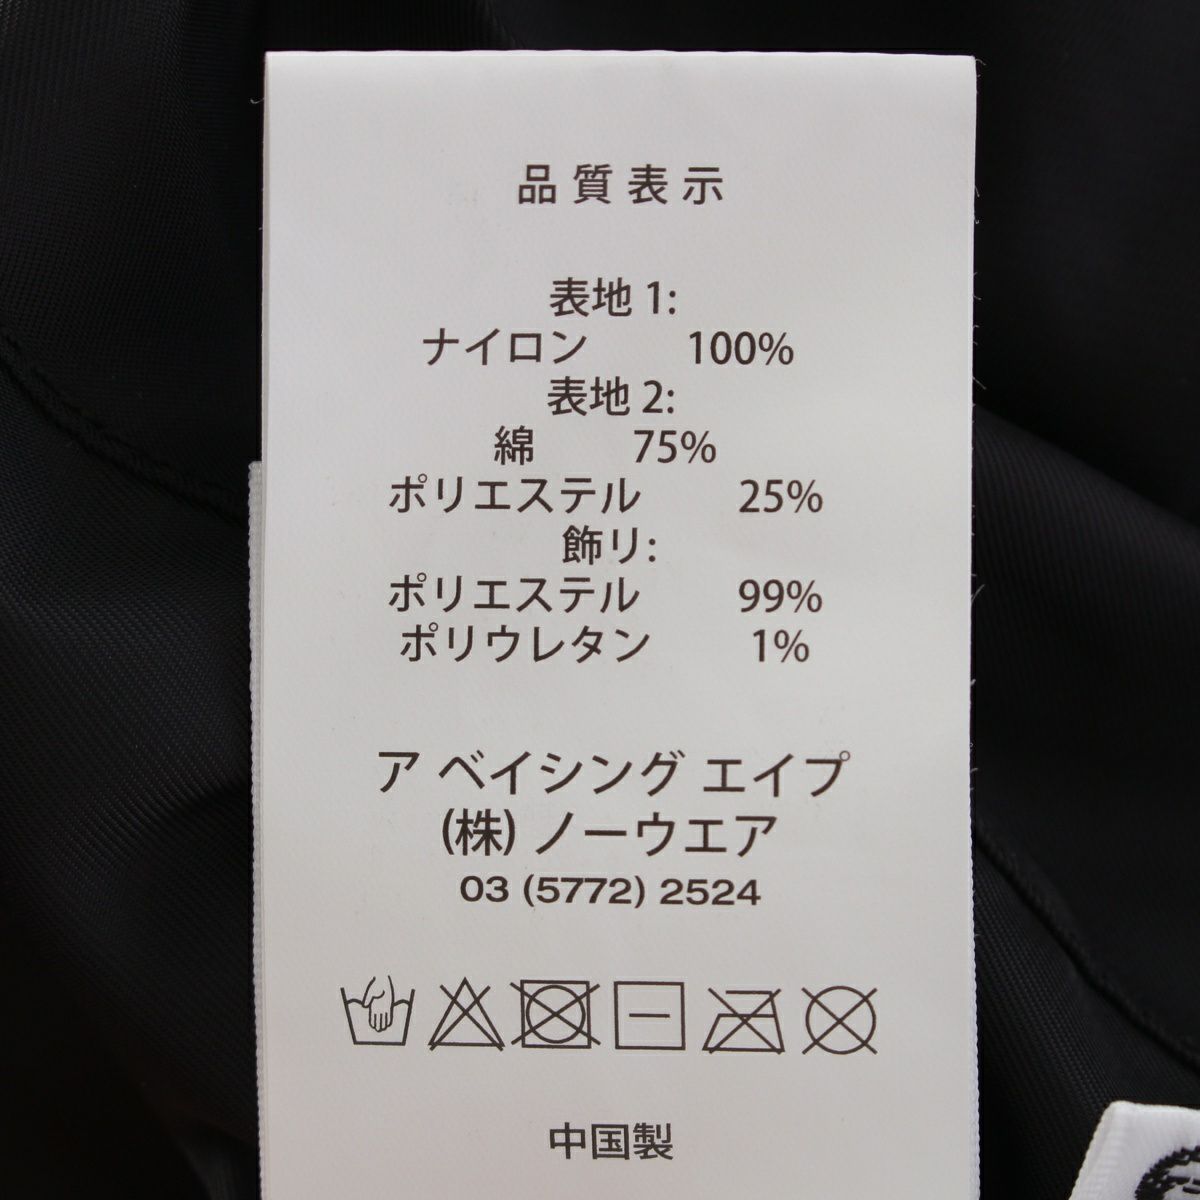 品質表示
表地 1:
ナイロン 100%
表地 2:
綿 75%
ポリエステル 25%
飾り:
ポリエステル 99%
ポリウレタン 1%
ア ベイシング エイプ
(株) ノーウエア
03 (5772) 2524
中国製